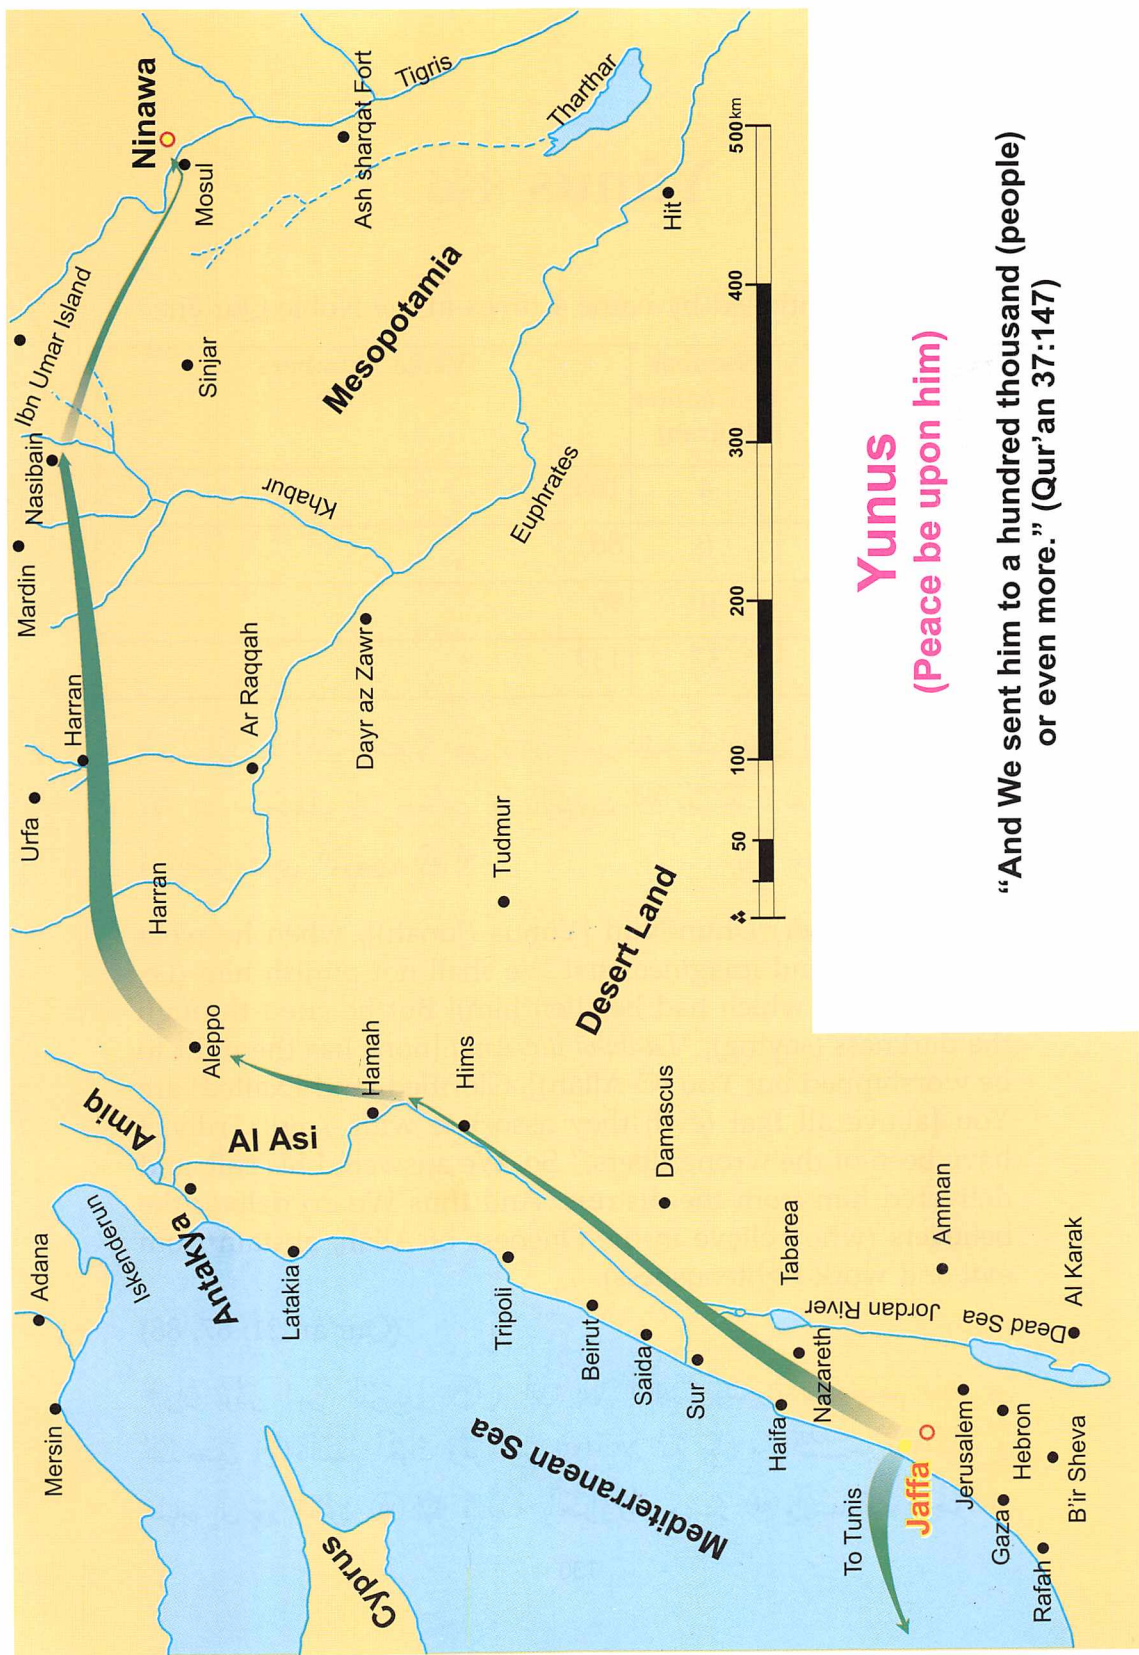 Mersin
Adana
Iskenderun
Amiq
Antakya
Al Asi
Aleppo
Harran
Urfa
Harran
Mardin
Nasibain
Ibn Umar Island
Ninawa
Mosul
Sinjar
Ash sharqat Fort
Tigris
Tharthar
Hit
Mesopotamia
Khabur
Euphrates
Ar Raqqah
Dayr az Zawr
Tudmur
Desert Land
Cyprus
Mediterranean Sea
Latakia
Hamah
Hims
Tripoli
Beirut
Damascus
Saida
Sur
Haifa
Nazareth
Tabarea
Jordan River
Amman
Dead Sea
Al Karak
To Tunis
Jaffa
Jerusalem
Hebron
Gaza
B'ir Sheva
Rafah
50
100
200
300
400
500 km
Yunus
(Peace be upon him)
“And We sent him to a hundred thousand (people)
or even more.” (Qur’an 37:147)